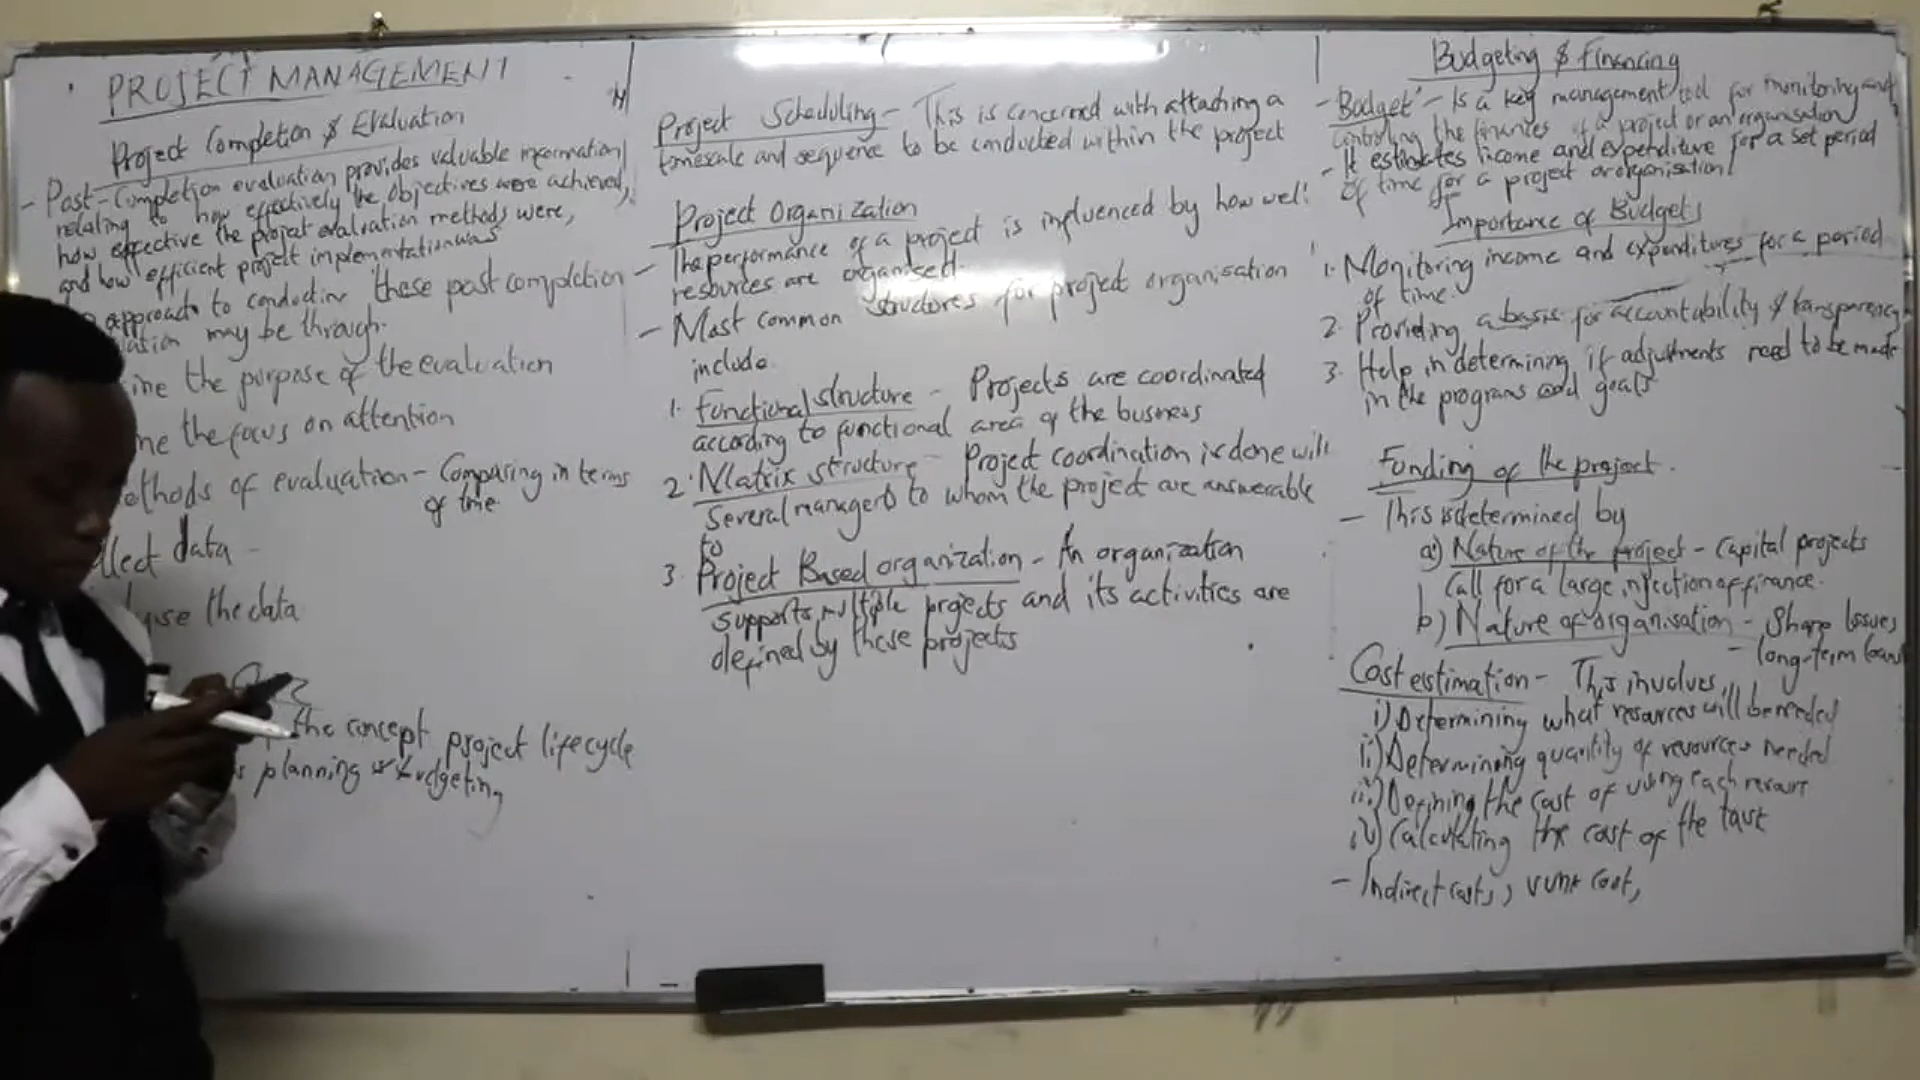 PROJECT MANAGEMENT
Project Completion & Evaluation
- Post-Completion evaluation provides valuable information
relating to how effectively the objectives were achieved,
how effective the project evaluation methods were,
and how efficient project implementation was
approach to conducting these post completion
may be through.
the purpose of the evaluation
the focus on attention
methods of evaluation - Comparing in terms
of time
data -
the data
the concept project lifecycle
planning & budgeting
Project Scheduling - This is concerned with attaching a
timescale and sequence to be conducted within the project
Project Organization
- The performance of a project is influenced by how well
resources are organised.
- Most common structures for project organisation
include.
1. Functional structure - Projects are coordinated
according to functional area of the business
2. Matrix structure - Project coordination is done will
several managers to whom the project are answerable
to
3. Project Based organization - An organization
supports multiple projects and its activities are
defined by these projects
Budgeting & Financing
- Budget - Is a key management tool for monitoring and
controlling the finances of a project or an organisation
- It estimates income and expenditure for a set period
of time for a project or organisation
Importance of Budgets
1. Monitoring income and expenditures for a period
of time.
2. Providing a basis for accountability & transparency
3. Help in determining if adjustments need to be made
in the programs and goals
Funding of the project.
- This is determined by
a) Nature of the project - Capital projects
Call for a large injection of finance.
b) Nature of organisation - Share Issues
- long-term loans
Cost estimation - This involves
i) Determining what resources will be needed
ii) Determining quantity of resources needed
iii) Defining the cost of using each resource
iv) Calculating the cost of the task
- Indirect costs, sunk cost,